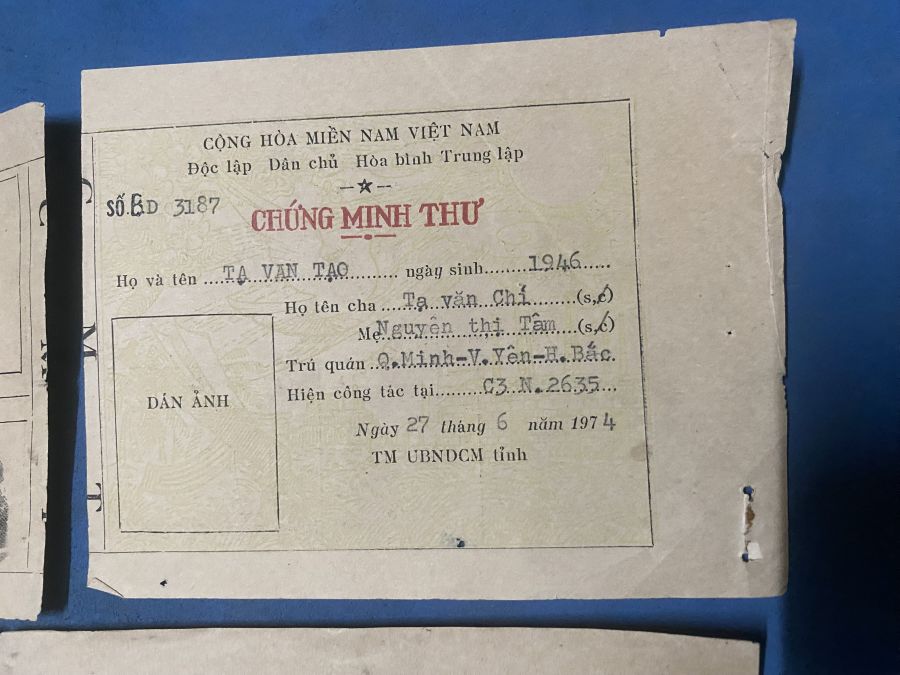 CỘNG HÒA MIỀN NAM VIỆT NAM
Độc lập Dân chủ Hòa bình Trung lập
SỐ. 3187
CHỨNG MINH THƯ
Họ và tên TẠ VAN TẠO ngày sinh 1946
Họ tên cha Tạ văn Chí (s,c)
Mẹ Nguyễn thị Tâm (s,c)
Trú quán Q.Minh-V.Yên-H.Bắc
Hiện công tác tại C3 N.2635
DÁN ẢNH
Ngày 27 tháng 6 năm 1974
TM UBNDCM tỉnh
C M T
C M